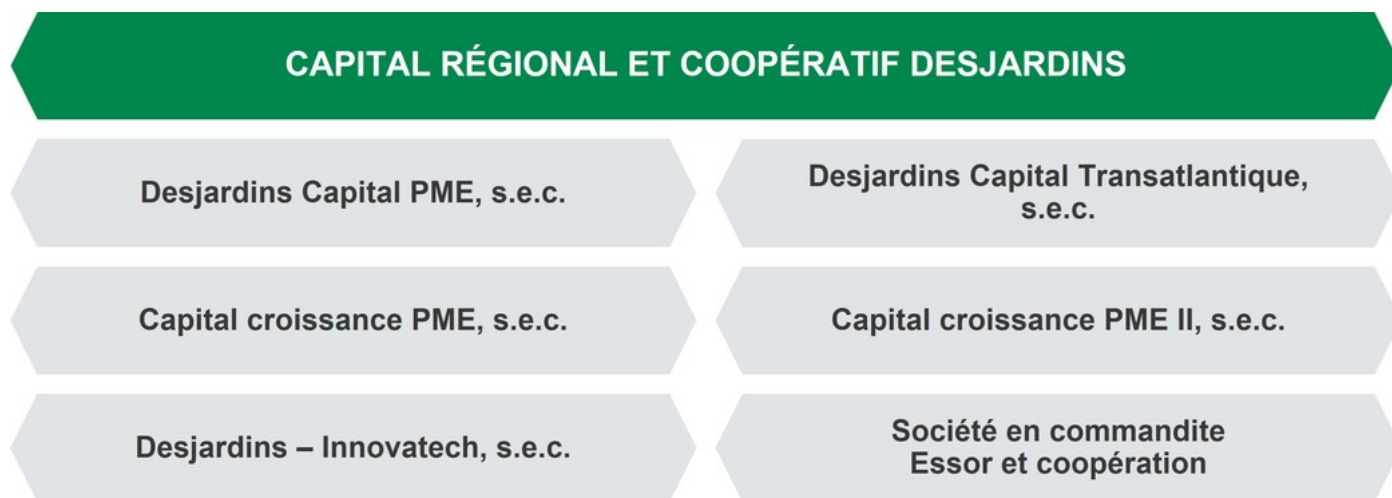 CAPITAL RÉGIONAL ET COOPÉRATIF DESJARDINS
Desjardins Capital PME, s.e.c.
Desjardins Capital Transatlantique,
s.e.c.
Capital croissance PME, s.e.c.
Capital croissance PME II, s.e.c.
Desjardins – Innovatech, s.e.c.
Société en commandite
Essor et coopération